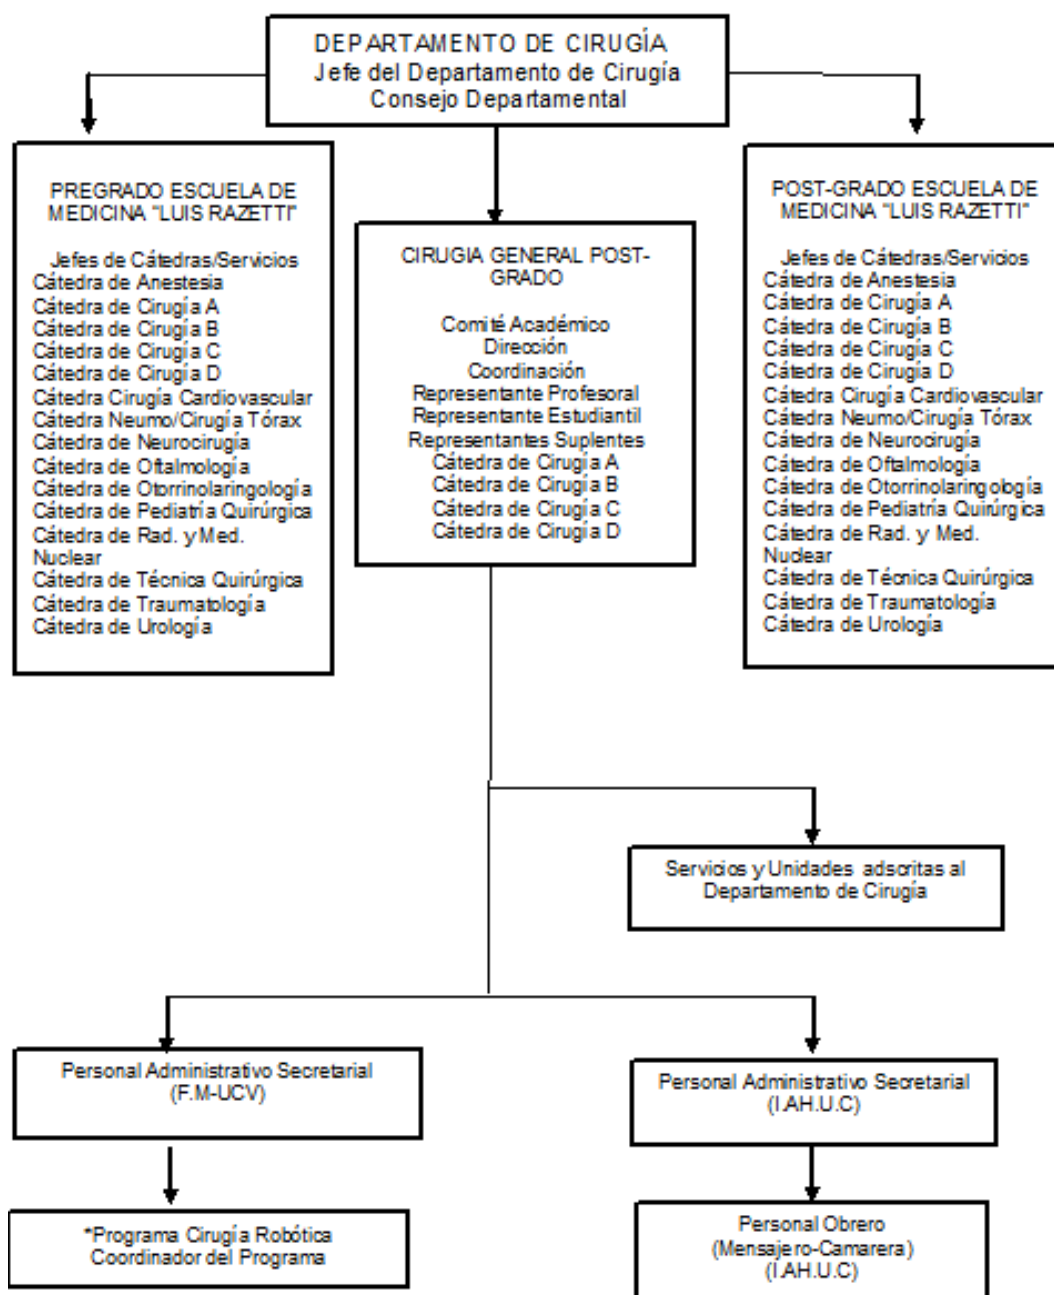 DEPARTAMENTO DE CIRUGÍA
Jefe del Departamento de Cirugía
Consejo Departamental
PREGRADO ESCUELA DE
MEDICINA "LUIS RAZETTI"
Jefes de Cátedras/Servicios
Cátedra de Anestesia
Cátedra de Cirugía A
Cátedra de Cirugía B
Cátedra de Cirugía C
Cátedra de Cirugía D
Cátedra Cirugía Cardiovascular
Cátedra Neumo/Cirugía Tórax
Cátedra de Neurocirugía
Cátedra de Oftalmología
Cátedra de Otorrinolaringología
Cátedra de Pediatría Quirúrgica
Cátedra de Rad. y Med.
Nuclear
Cátedra de Técnica Quirúrgica
Cátedra de Traumatología
Cátedra de Urología
CIRUGIA GENERAL POST-
GRADO
Comité Académico
Dirección
Coordinación
Representante Profesoral
Representante Estudiantil
Representantes Suplentes
Cátedra de Cirugía A
Cátedra de Cirugía B
Cátedra de Cirugía C
Cátedra de Cirugía D
POST-GRADO ESCUELA DE
MEDICINA "LUIS RAZETTI"
Jefes de Cátedras/Servicios
Cátedra de Anestesia
Cátedra de Cirugía A
Cátedra de Cirugía B
Cátedra de Cirugía C
Cátedra de Cirugía D
Cátedra Cirugía Cardiovascular
Cátedra Neumo/Cirugía Tórax
Cátedra de Neurocirugía
Cátedra de Oftalmología
Cátedra de Otorrinolaringología
Cátedra de Pediatría Quirúrgica
Cátedra de Rad. y Med.
Nuclear
Cátedra de Técnica Quirúrgica
Cátedra de Traumatología
Cátedra de Urología
Servicios y Unidades adscritas al
Departamento de Cirugía
Personal Administrativo Secretarial
(F.M-UCV)
Personal Administrativo Secretarial
(I.AH.U.C)
*Programa Cirugía Robótica
Coordinador del Programa
Personal Obrero
(Mensajero-Camarera)
(I.AH.U.C)